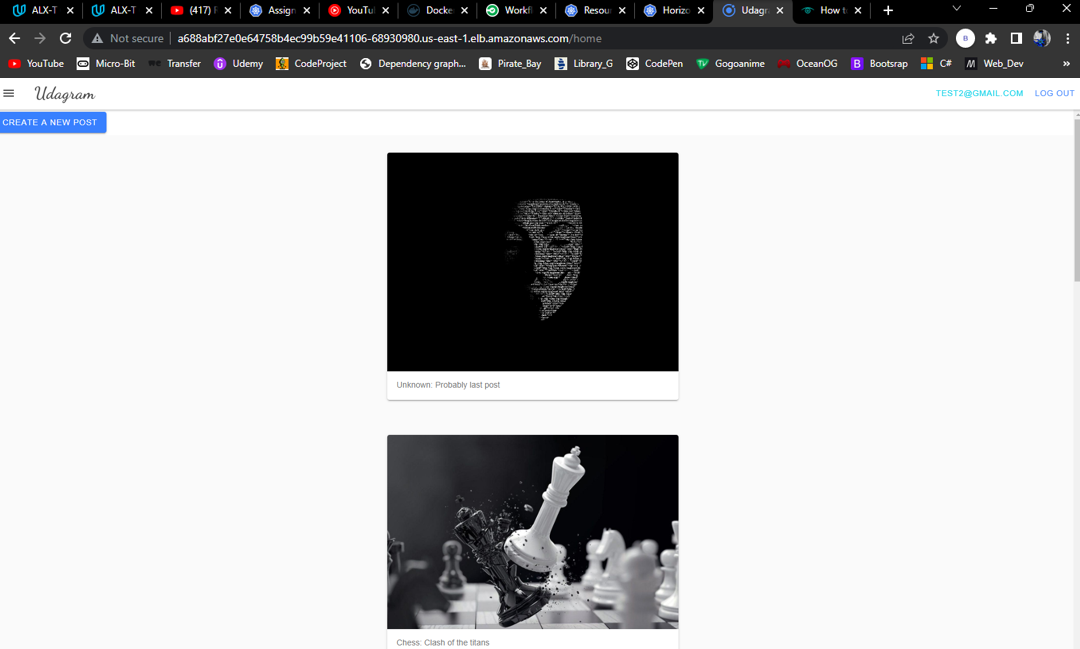 ALX-T
ALX-T
(417)
Assign
YouTu
Docke
Workfl
Resou
Horizo
Udagr
How t
Not secure
a688abf27e0e64758b4ec99b59e41106-68930980.us-east-1.elb.amazonaws.com/home
B
YouTube
Micro-Bit
me Transfer
Udemy
CodeProject
Dependency graph...
Pirate_Bay
Library_G
CodePen
Gogoanime
OceanOG
B Bootsrap
C#
M Web_Dev
»
Udagram
TEST2@GMAIL.COM
LOG OUT
CREATE A NEW POST
Unknown: Probably last post
Chess: Clash of the titans